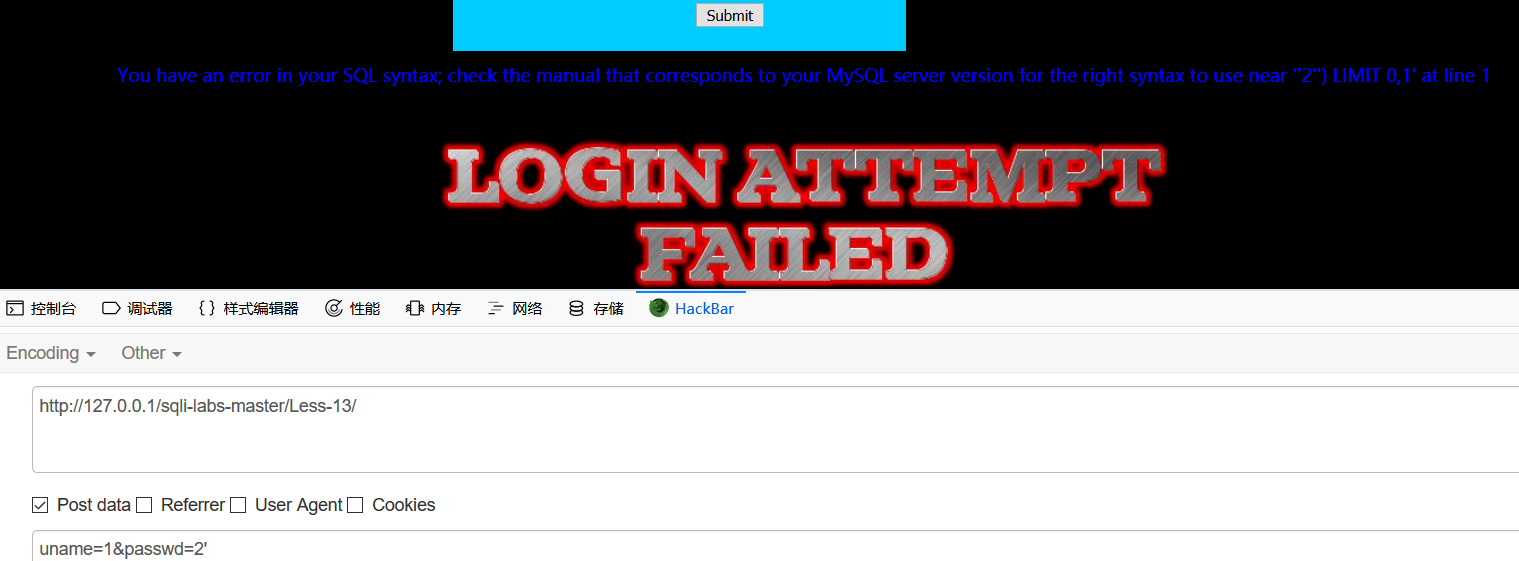 Submit
You have an error in your SQL syntax; check the manual that corresponds to your MySQL server version for the right syntax to use near ''2'') LIMIT 0,1' at line 1
LOGIN ATTEMPT
FAILED
控制台 调试器 {} 样式编辑器 性能 内存 网络 存储 HackBar
Encoding Other
http://127.0.0.1/sqli-labs-master/Less-13/
Post data Referrer User Agent Cookies
uname=1&passwd=2'